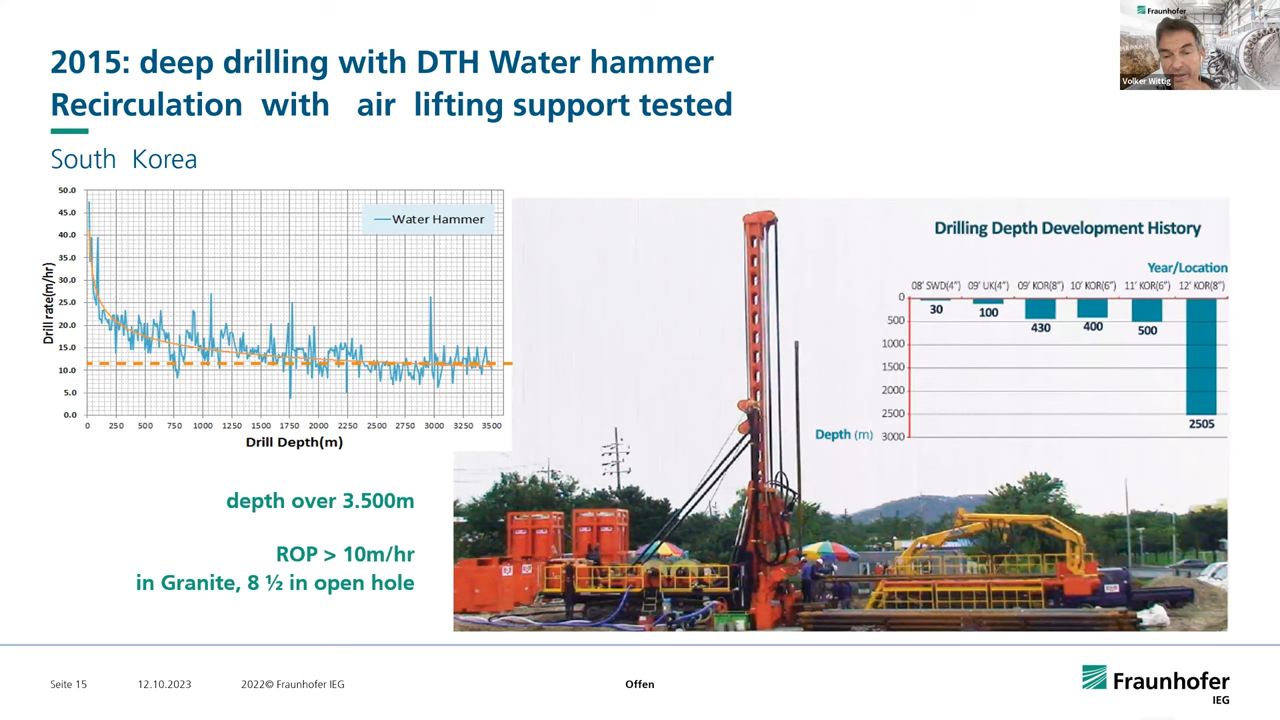 Fraunhofer
Volker Wittig
2015: deep drilling with DTH Water hammer
Recirculation with air lifting support tested
South Korea
50.0
45.0
40.0
35.0
30.0
25.0
20.0
15.0
10.0
5.0
0.0
Drill rate(m/hr)
Water Hammer
0 250 500 750 1000 1250 1500 1750 2000 2250 2500 2750 3000 3250 3500
Drill Depth(m)
Drilling Depth Development History
Year/Location
08' SWD(4") 09' UK(4") 09' KOR(8") 10' KOR(6") 11' KOR(6") 12' KOR(8")
0
500
1000
1500
2000
2500
3000
30
100
430
400
500
2505
Depth (m)
depth over 3.500m
ROP > 10m/hr
in Granite, 8 ½ in open hole
Seite 15 12.10.2023 2022© Fraunhofer IEG Offen
Fraunhofer
IEG